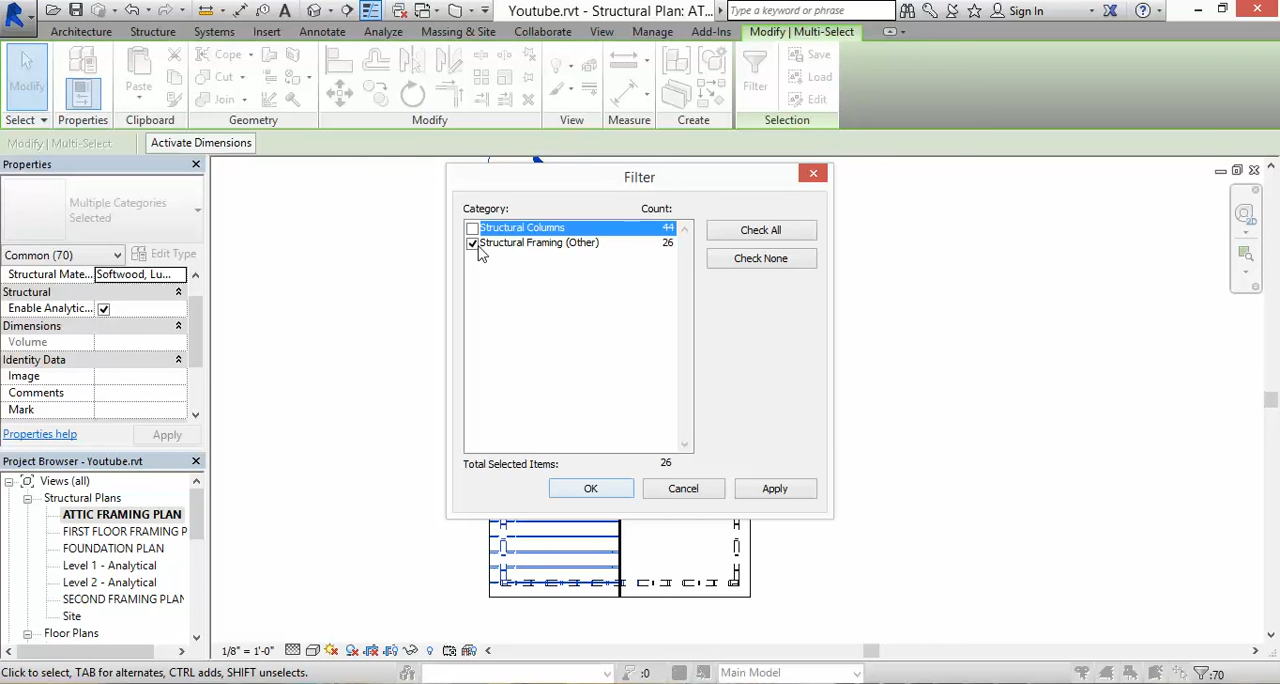 Youtube.rvt - Structural Plan: AT...
Type a keyword or phrase
Sign In
Architecture
Structure
Systems
Insert
Annotate
Analyze
Massing & Site
Collaborate
View
Manage
Add-Ins
Modify | Multi-Select
Modify
Paste
Cope
Cut
Join
Filter
Save
Load
Edit
Select
Properties
Clipboard
Geometry
Modify
View
Measure
Create
Selection
Modify | Multi-Select
Activate Dimensions
Properties
Multiple Categories
Selected
Common (70)
Edit Type
Structural Mate...
Softwood, Lu...
Structural
Enable Analytic...
Dimensions
Volume
Identity Data
Image
Comments
Mark
Properties help
Apply
Project Browser - Youtube.rvt
Views (all)
Structural Plans
ATTIC FRAMING PLAN
FIRST FLOOR FRAMING P
FOUNDATION PLAN
Level 1 - Analytical
Level 2 - Analytical
SECOND FRAMING PLAN
Site
Floor Plans
Filter
Category:
Count:
Structural Columns
44
Structural Framing (Other)
26
Check All
Check None
Total Selected Items:
26
OK
Cancel
Apply
2D
1/8" = 1'-0"
Click to select, TAB for alternates, CTRL adds, SHIFT unselects.
:0
Main Model
:70